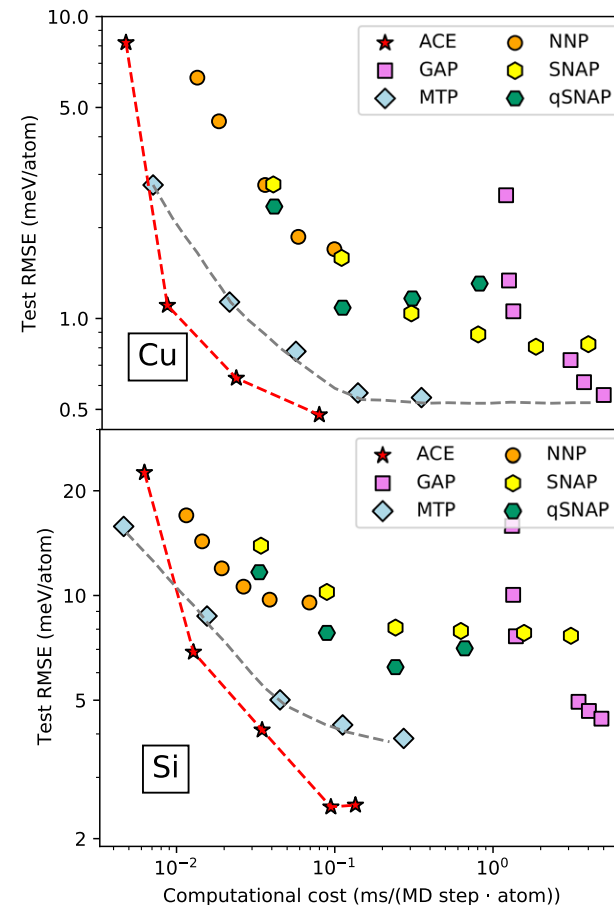 10.0
5.0
1.0
0.5
Test RMSE (meV/atom)
ACE
GAP
MTP
NNP
SNAP
qSNAP
Cu
20
10
5
2
Test RMSE (meV/atom)
ACE
GAP
MTP
NNP
SNAP
qSNAP
Si
10⁻² 10⁻¹ 10⁰
Computational cost (ms/(MD step · atom))